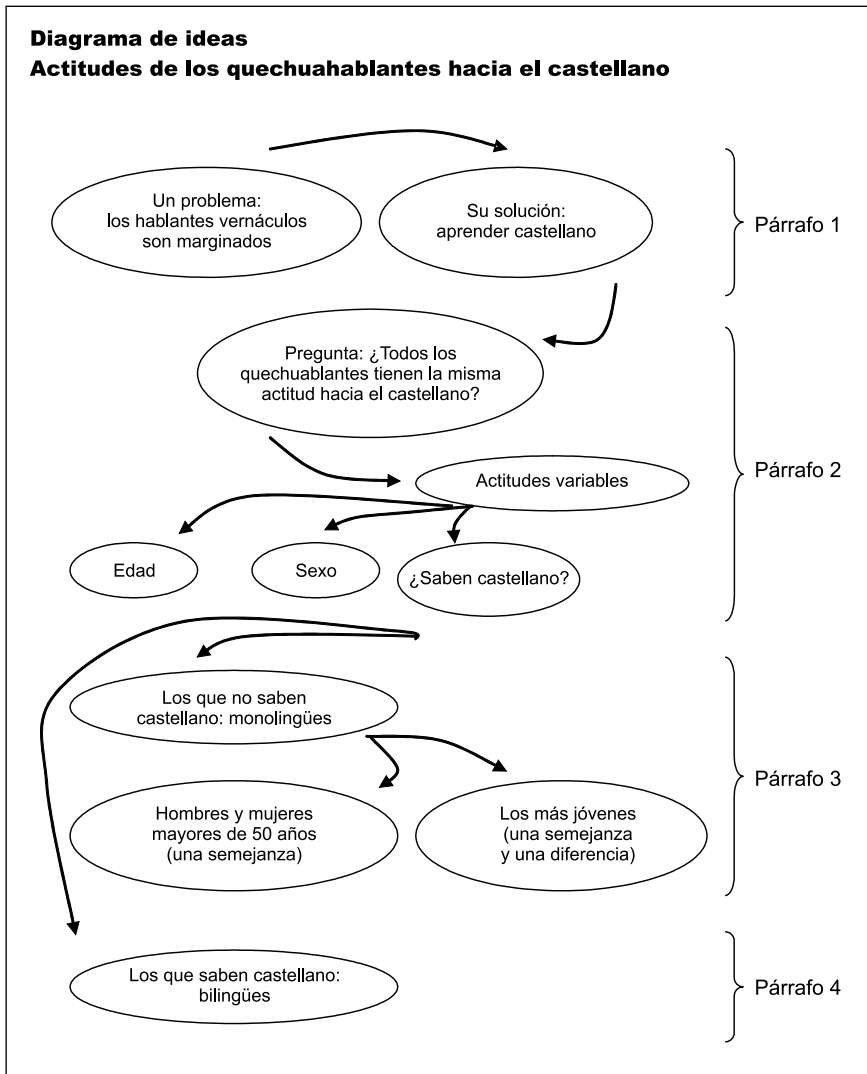 Diagrama de ideas
Actitudes de los quechuahablantes hacia el castellano
Un problema:
los hablantes vernáculos
son marginados
Su solución:
aprender castellano
Párrafo 1
Pregunta: ¿Todos los
quechuablantes tienen la misma
actitud hacia el castellano?
Actitudes variables
Párrafo 2
Edad
Sexo
¿Saben castellano?
Los que no saben
castellano: monolingües
Hombres y mujeres
mayores de 50 años
(una semejanza)
Los más jóvenes
(una semejanza
y una diferencia)
Párrafo 3
Los que saben castellano:
bilingües
Párrafo 4